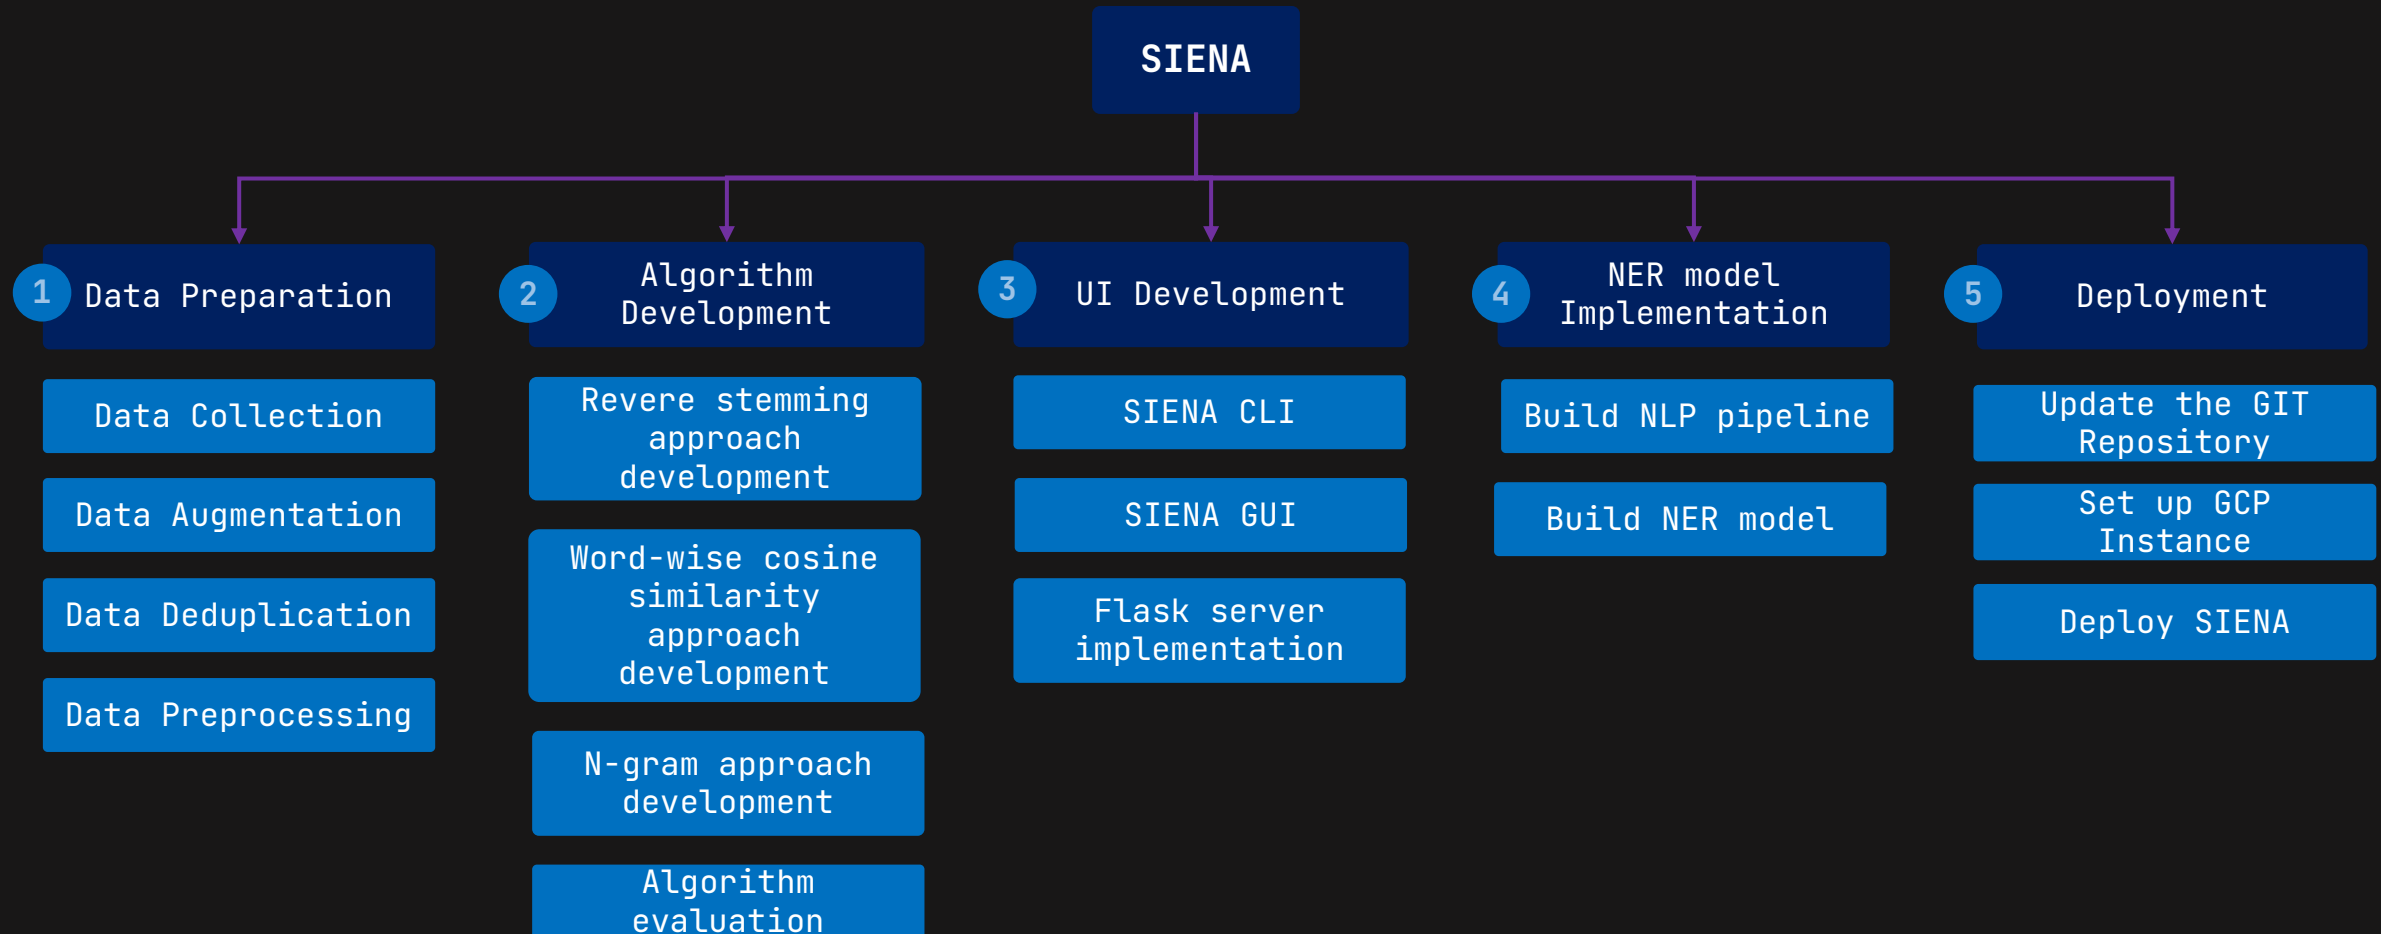 SIENA
1
Data Preparation
Data Collection
Data Augmentation
Data Deduplication
Data Preprocessing
2
Algorithm
Development
Revere stemming
approach
development
Word-wise cosine
similarity
approach
development
N-gram approach
development
Algorithm
evaluation
3
UI Development
SIENA CLI
SIENA GUI
Flask server
implementation
4
NER model
Implementation
Build NLP pipeline
Build NER model
5
Deployment
Update the GIT
Repository
Set up GCP
Instance
Deploy SIENA